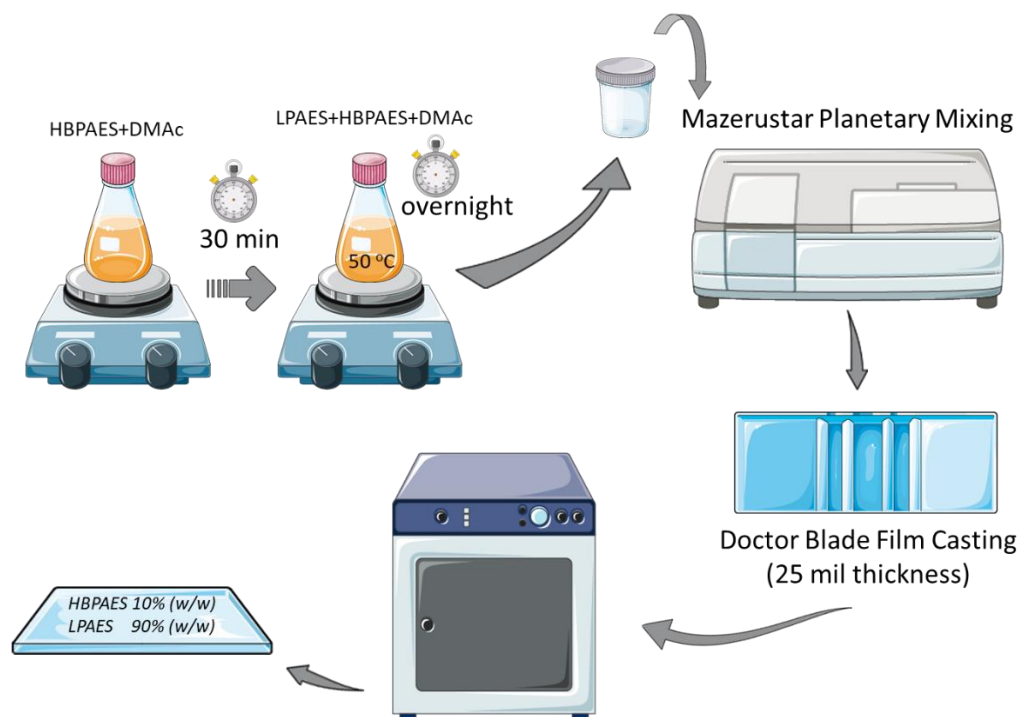 HBPAES+DMAc
30 min
LPAES+HBPAES+DMAc
overnight
50 °C
Mazerustar Planetary Mixing
Doctor Blade Film Casting
(25 mil thickness)
HBPAES 10% (w/w)
LPAES 90% (w/w)